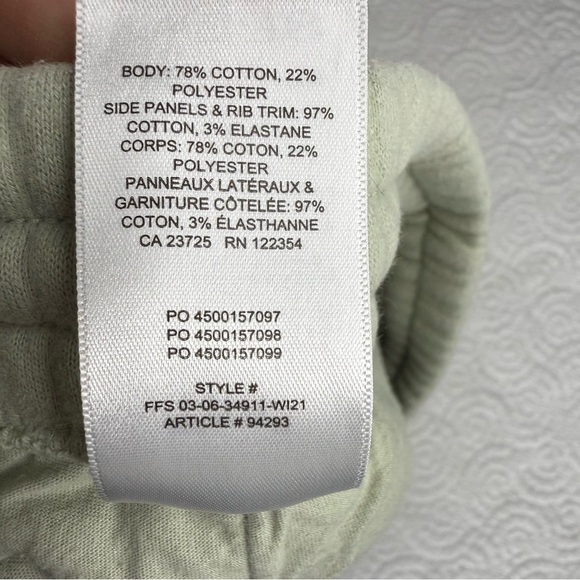 BODY: 78% COTTON, 22%
POLYESTER
SIDE PANELS & RIB TRIM: 97%
COTTON, 3% ELASTANE
CORPS: 78% COTON, 22%
POLYESTER
PANNEAUX LATÉRAUX &
GARNITURE CÔTELÉE: 97%
COTON, 3% ÉLASTHANNE
CA 23725 RN 122354
PO 4500157097
PO 4500157098
PO 4500157099
STYLE #
FFS 03-06-34911-WI21
ARTICLE # 94293